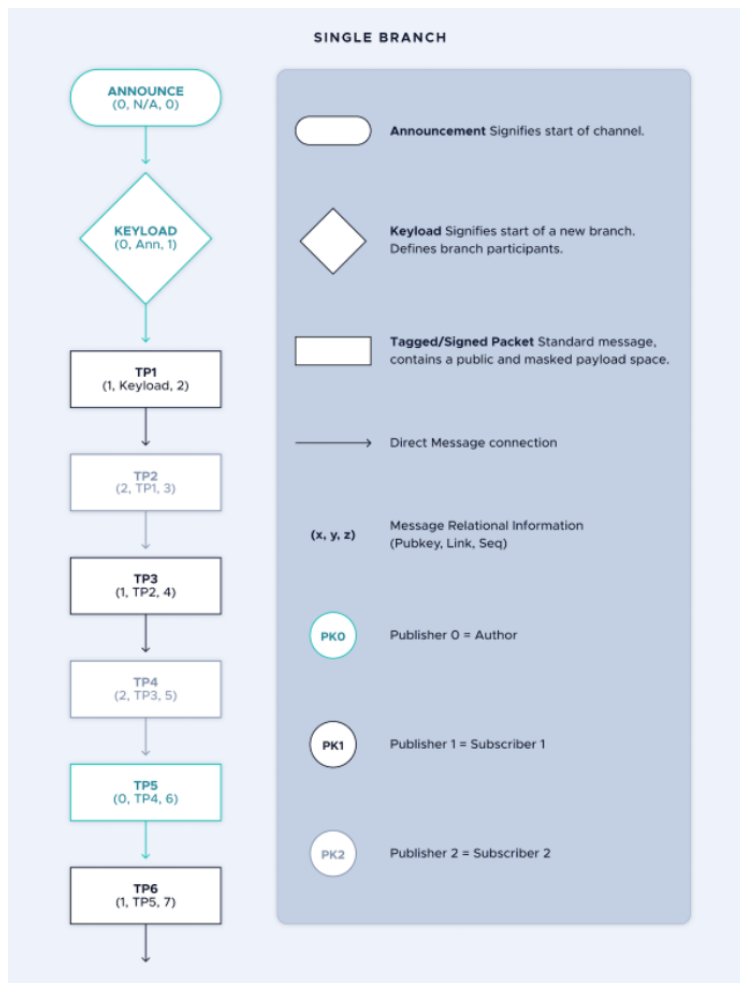 SINGLE BRANCH
ANNOUNCE
(0, N/A, 0)
KEYLOAD
(0, Ann, 1)
TP1
(1, Keyload, 2)
TP2
(2, TP1, 3)
TP3
(1, TP2, 4)
TP4
(2, TP3, 5)
TP5
(0, TP4, 6)
TP6
(1, TP5, 7)
Announcement Signifies start of channel.
Keyload Signifies start of a new branch.
Defines branch participants.
Tagged/Signed Packet Standard message,
contains a public and masked payload space.
Direct Message connection
(x, y, z)
Message Relational Information
(Pubkey, Link, Seq)
PK0
Publisher 0 = Author
PK1
Publisher 1 = Subscriber 1
PK2
Publisher 2 = Subscriber 2